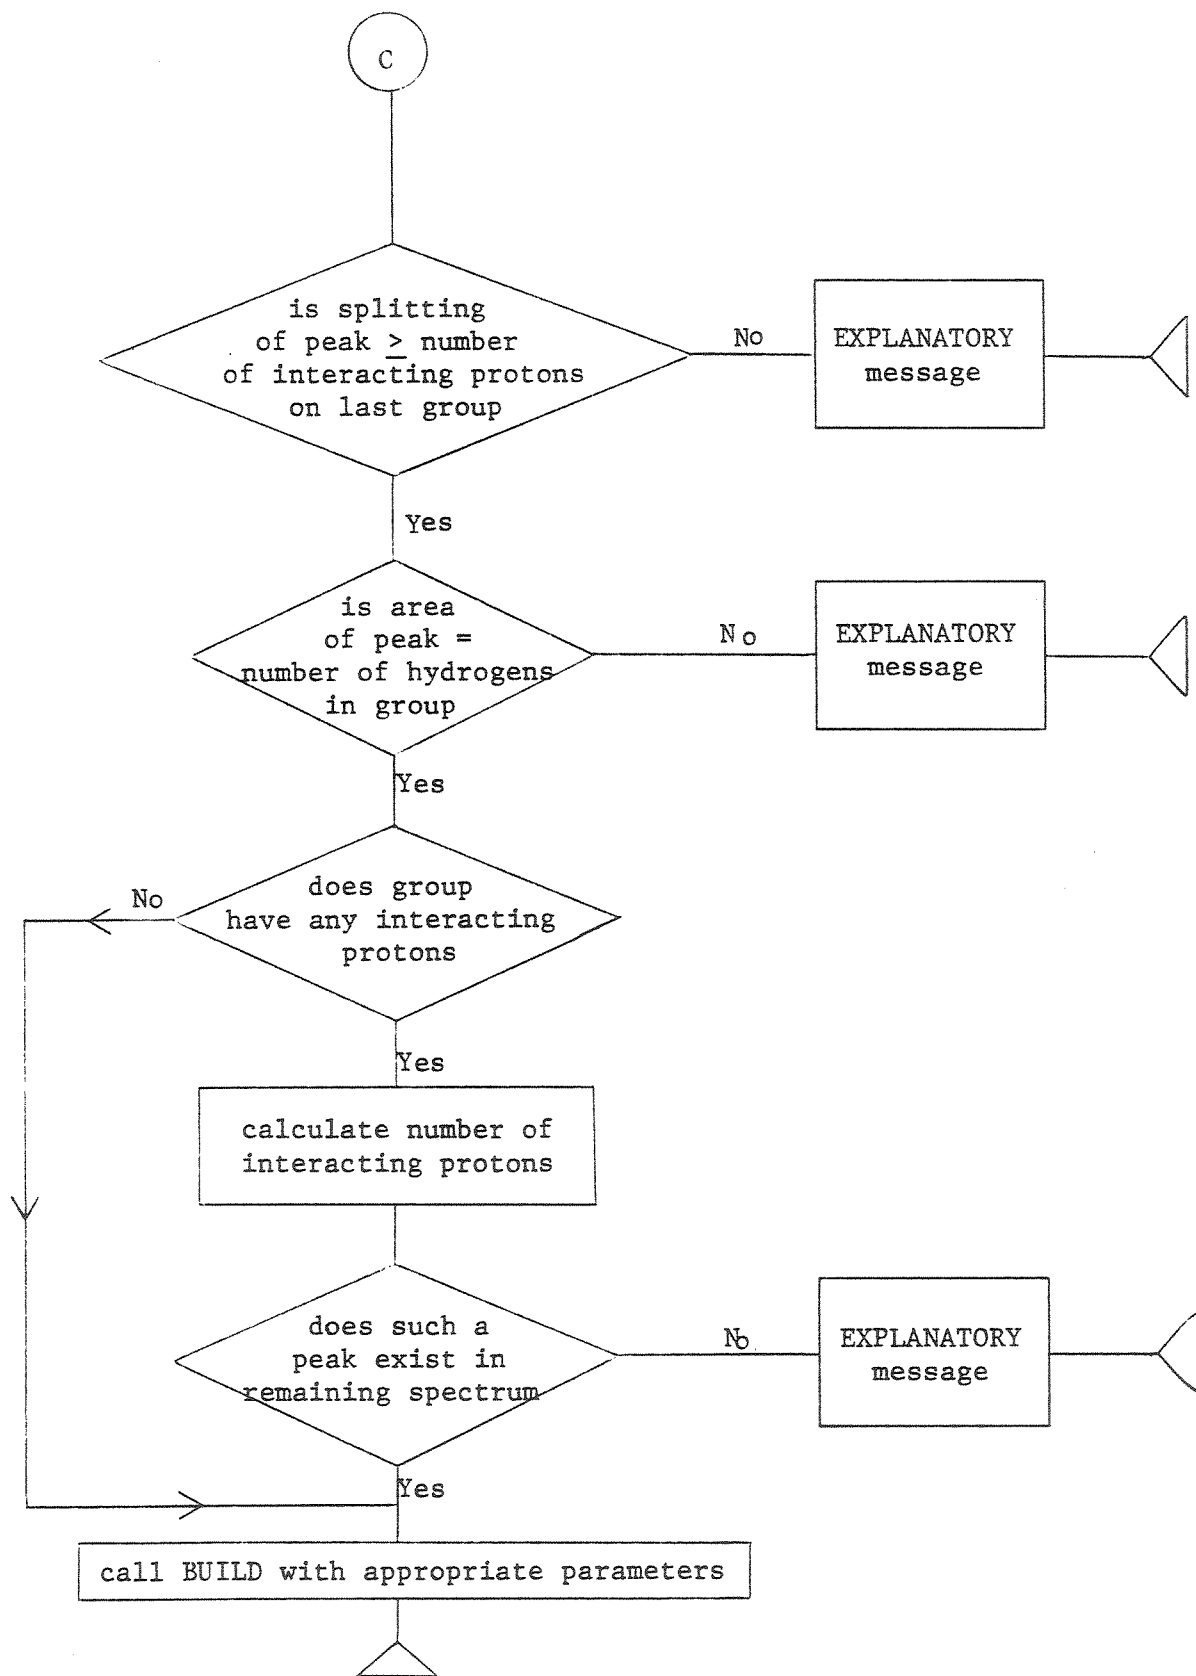 C
is splitting
of peak ≥ number
of interacting protons
on last group
No
EXPLANATORY
message
Yes
is area
of peak =
number of hydrogens
in group
No
EXPLANATORY
message
Yes
does group
have any interacting
protons
No
Yes
calculate number of
interacting protons
does such a
peak exist in
remaining spectrum
No
EXPLANATORY
message
Yes
call BUILD with appropriate parameters